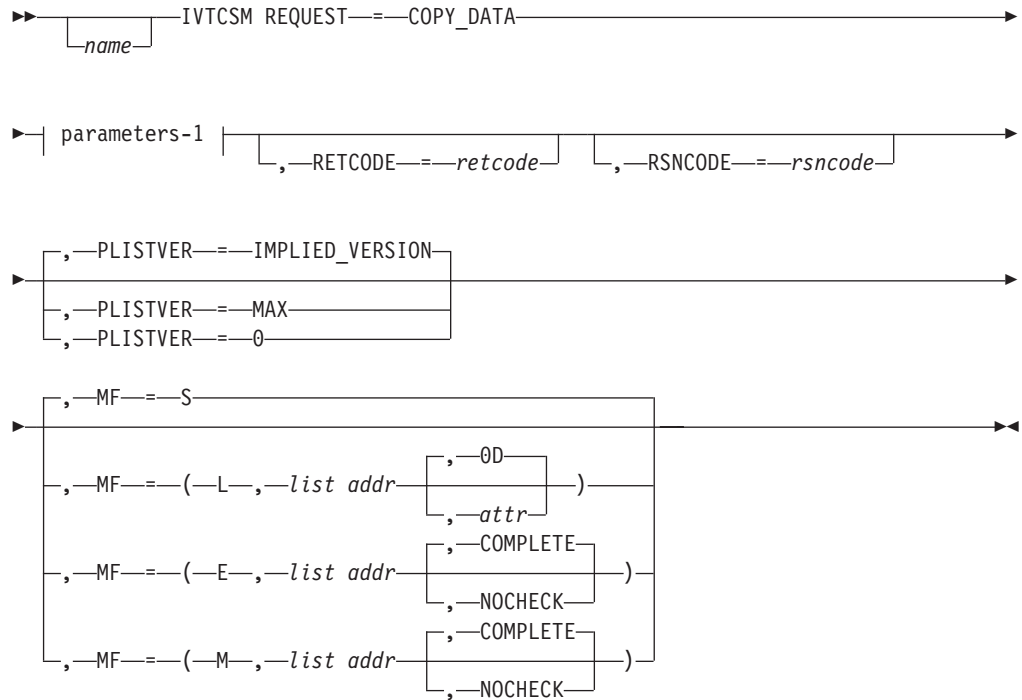 IVTCSM REQUEST = COPY_DATA
name
parameters-1
, RETCODE = retcode , RSNCODE = rsncode
, PLISTVER = IMPLIED_VERSION
, PLISTVER = MAX
, PLISTVER = 0
, MF = S
, 0D
, MF = ( L , list addr )
, attr
, COMPLETE
, MF = ( E , list addr )
, NOCHECK
, COMPLETE
, MF = ( M , list addr )
, NOCHECK